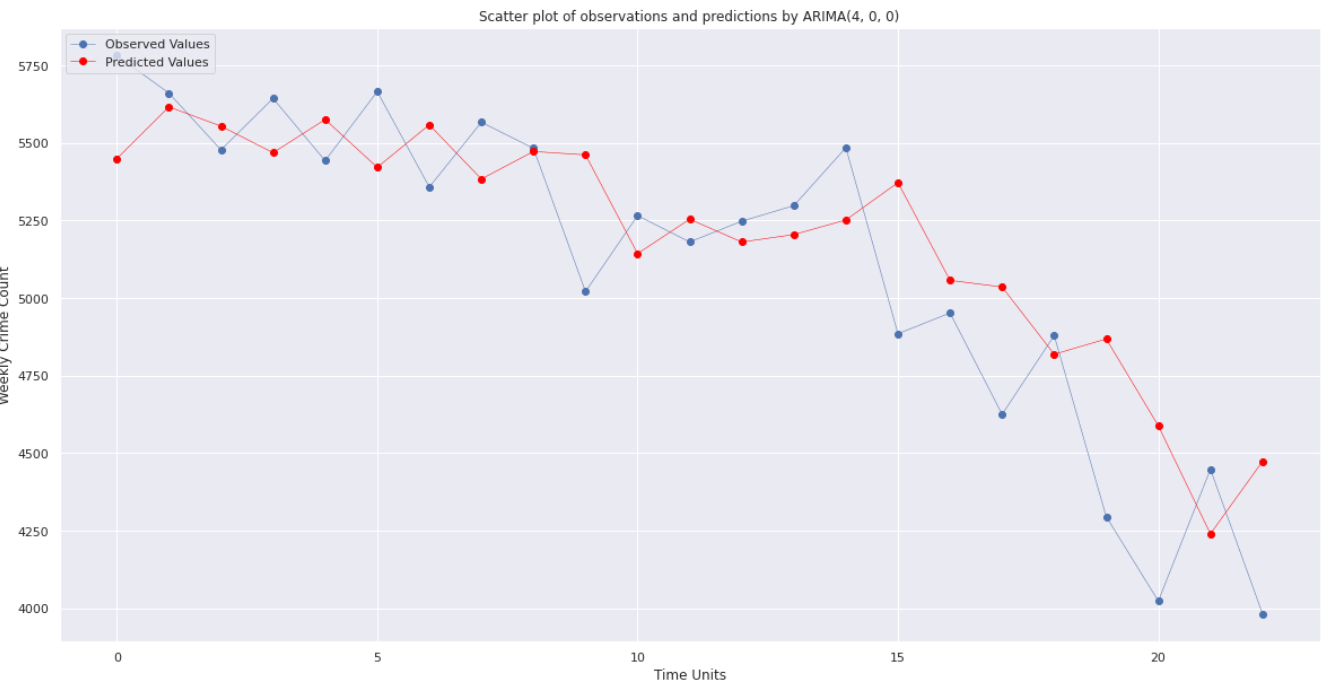 Scatter plot of observations and predictions by ARIMA(4, 0, 0)
Observed Values
Predicted Values
5750
5500
5250
5000
4750
4500
4250
4000
Weekly Crime Count
0 5 10 15 20
Time Units